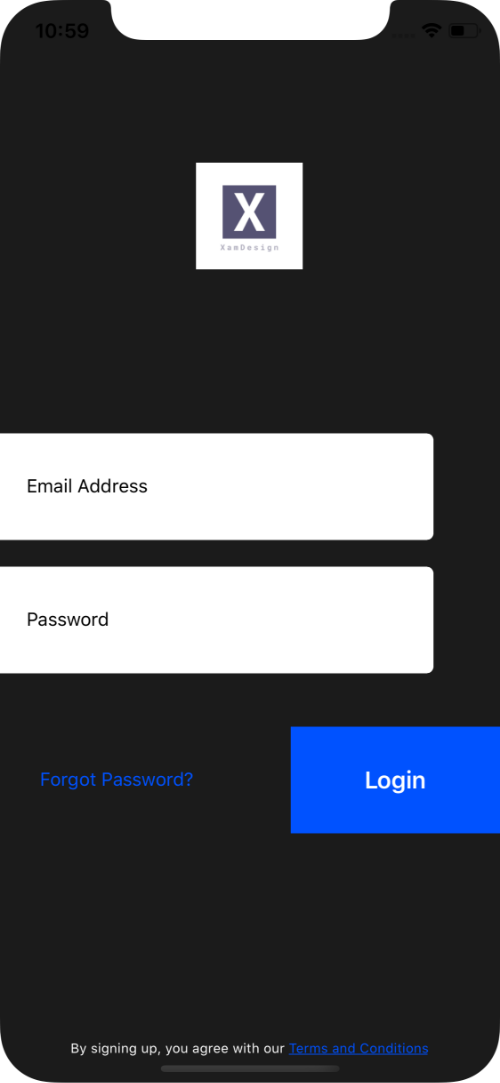 10:59
X
XamDesign
Email Address
Password
Forgot Password?
Login
By signing up, you agree with our Terms and Conditions